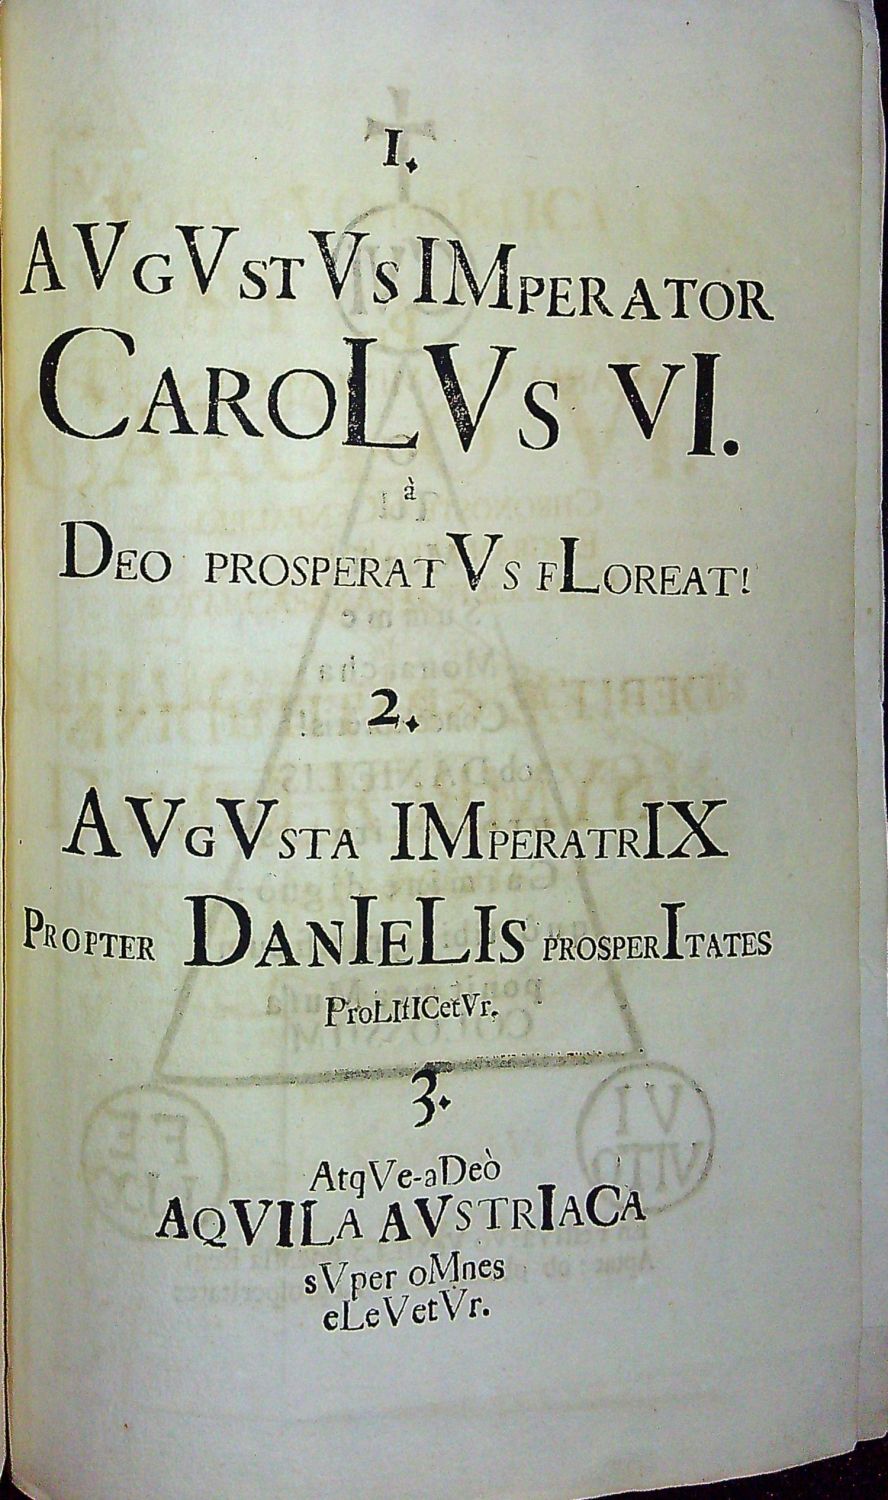 1.
AVGVSTVS IMPERATOR
CAROLVS VI.
à
DEO PROSPERATVS FLOREAT!
2.
AVGVSTA IMPERATRIX
PROPTER DANIELIS PROSPERITATES
ProLIfICetVr.
3.
AtqVe-aDeò
AQVILA AVSTRIACA
sVper oMnes
eLeVetVr.